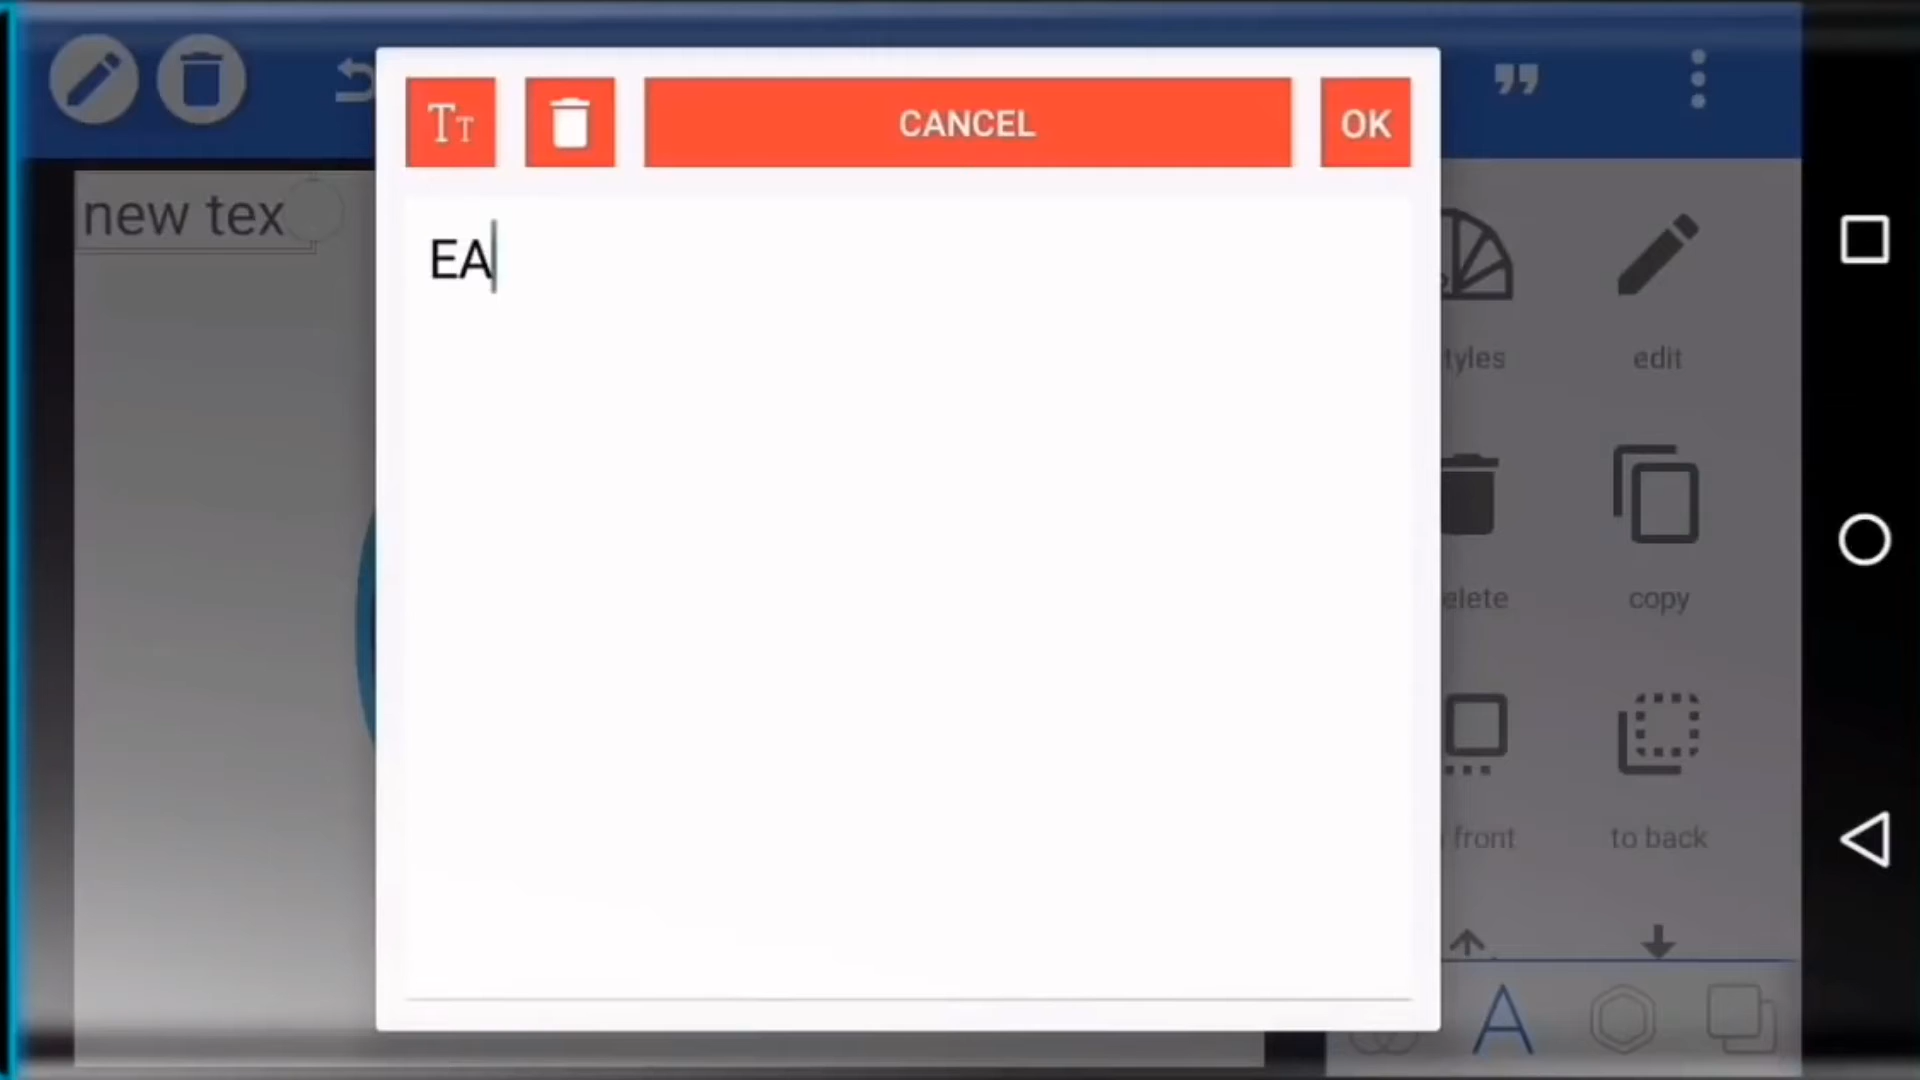 Tт CANCEL OK
new tex
EA
tyles edit
elete copy
front to back
A